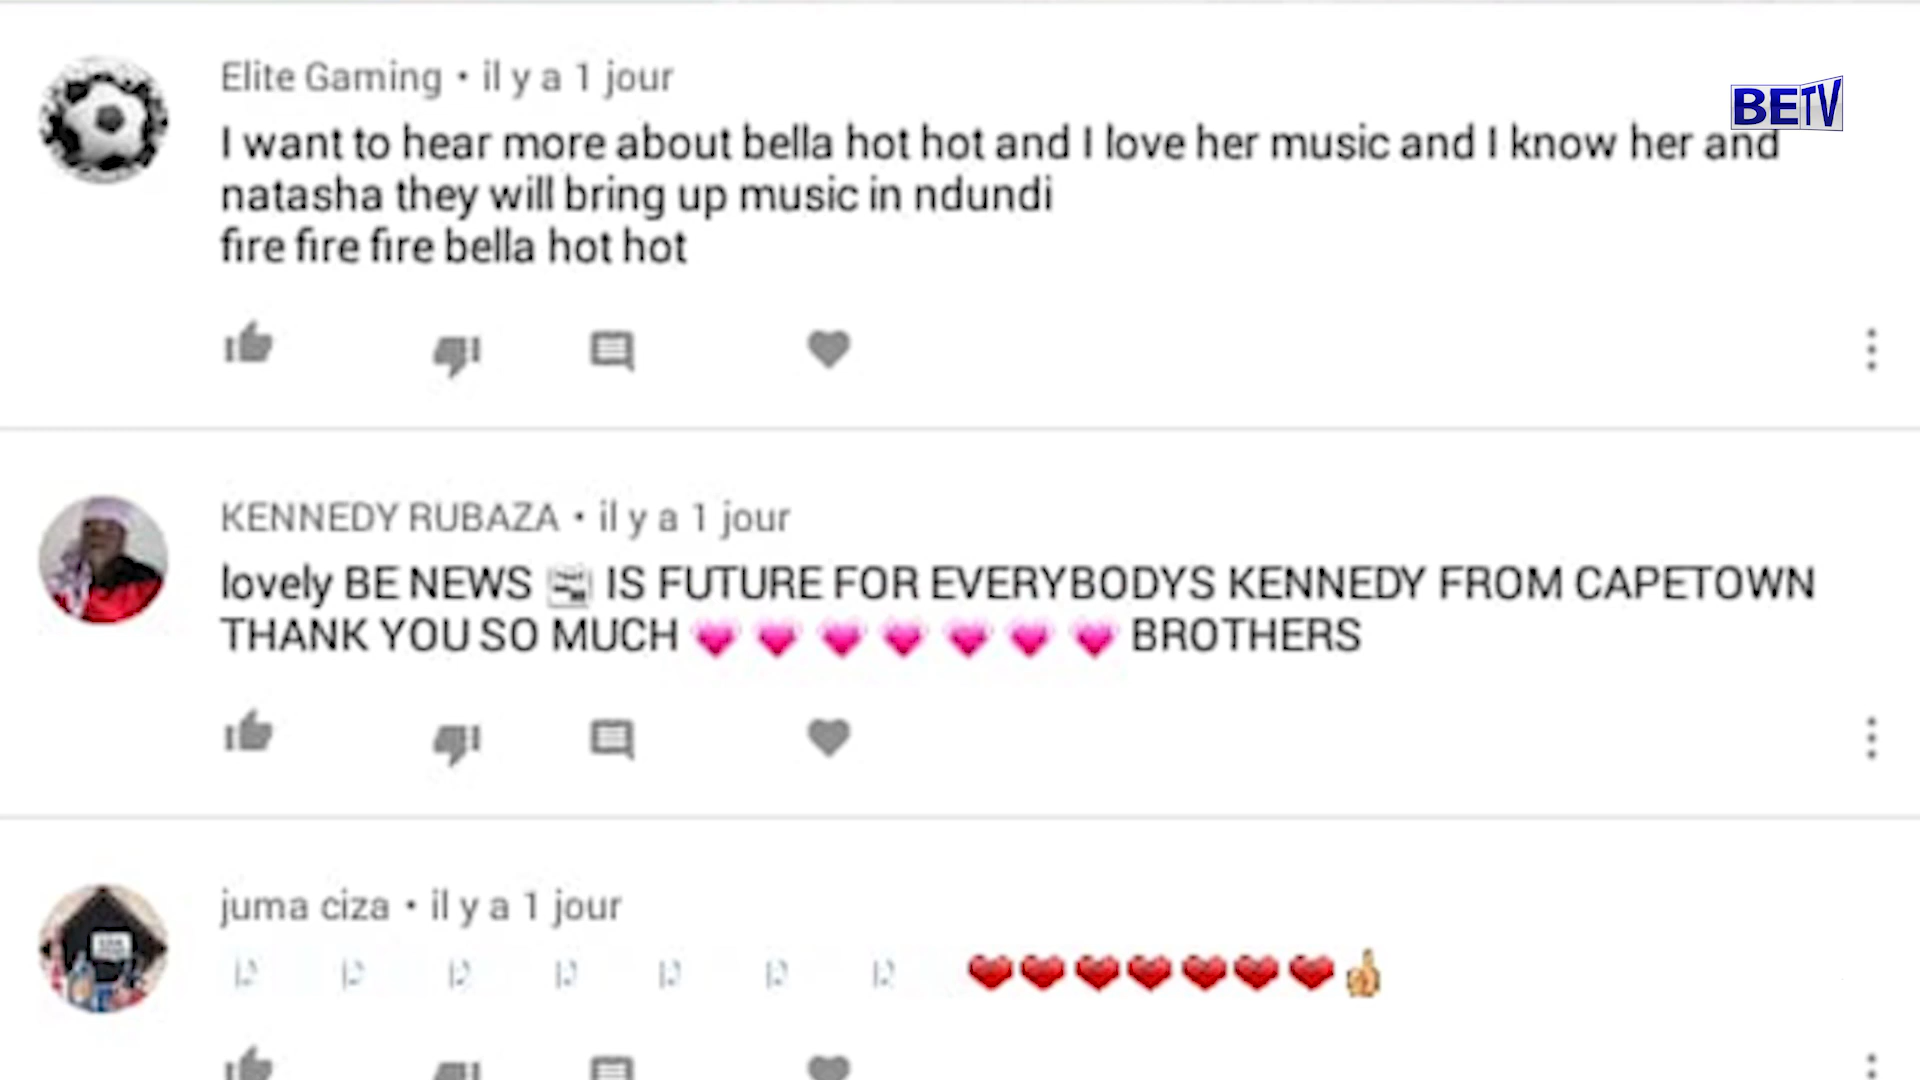 Elite Gaming • il y a 1 jour
BETV
I want to hear more about bella hot hot and I love her music and I know her and
natasha they will bring up music in ndundi
fire fire fire bella hot hot
KENNEDY RUBAZA • il y a 1 jour
lovely BE NEWS 📰 IS FUTURE FOR EVERYBODYS KENNEDY FROM CAPETOWN
THANK YOU SO MUCH 💗 💗 💗 💗 💗 💗 💗 BROTHERS
juma ciza • il y a 1 jour
❤️❤️❤️❤️❤️❤️❤️👍